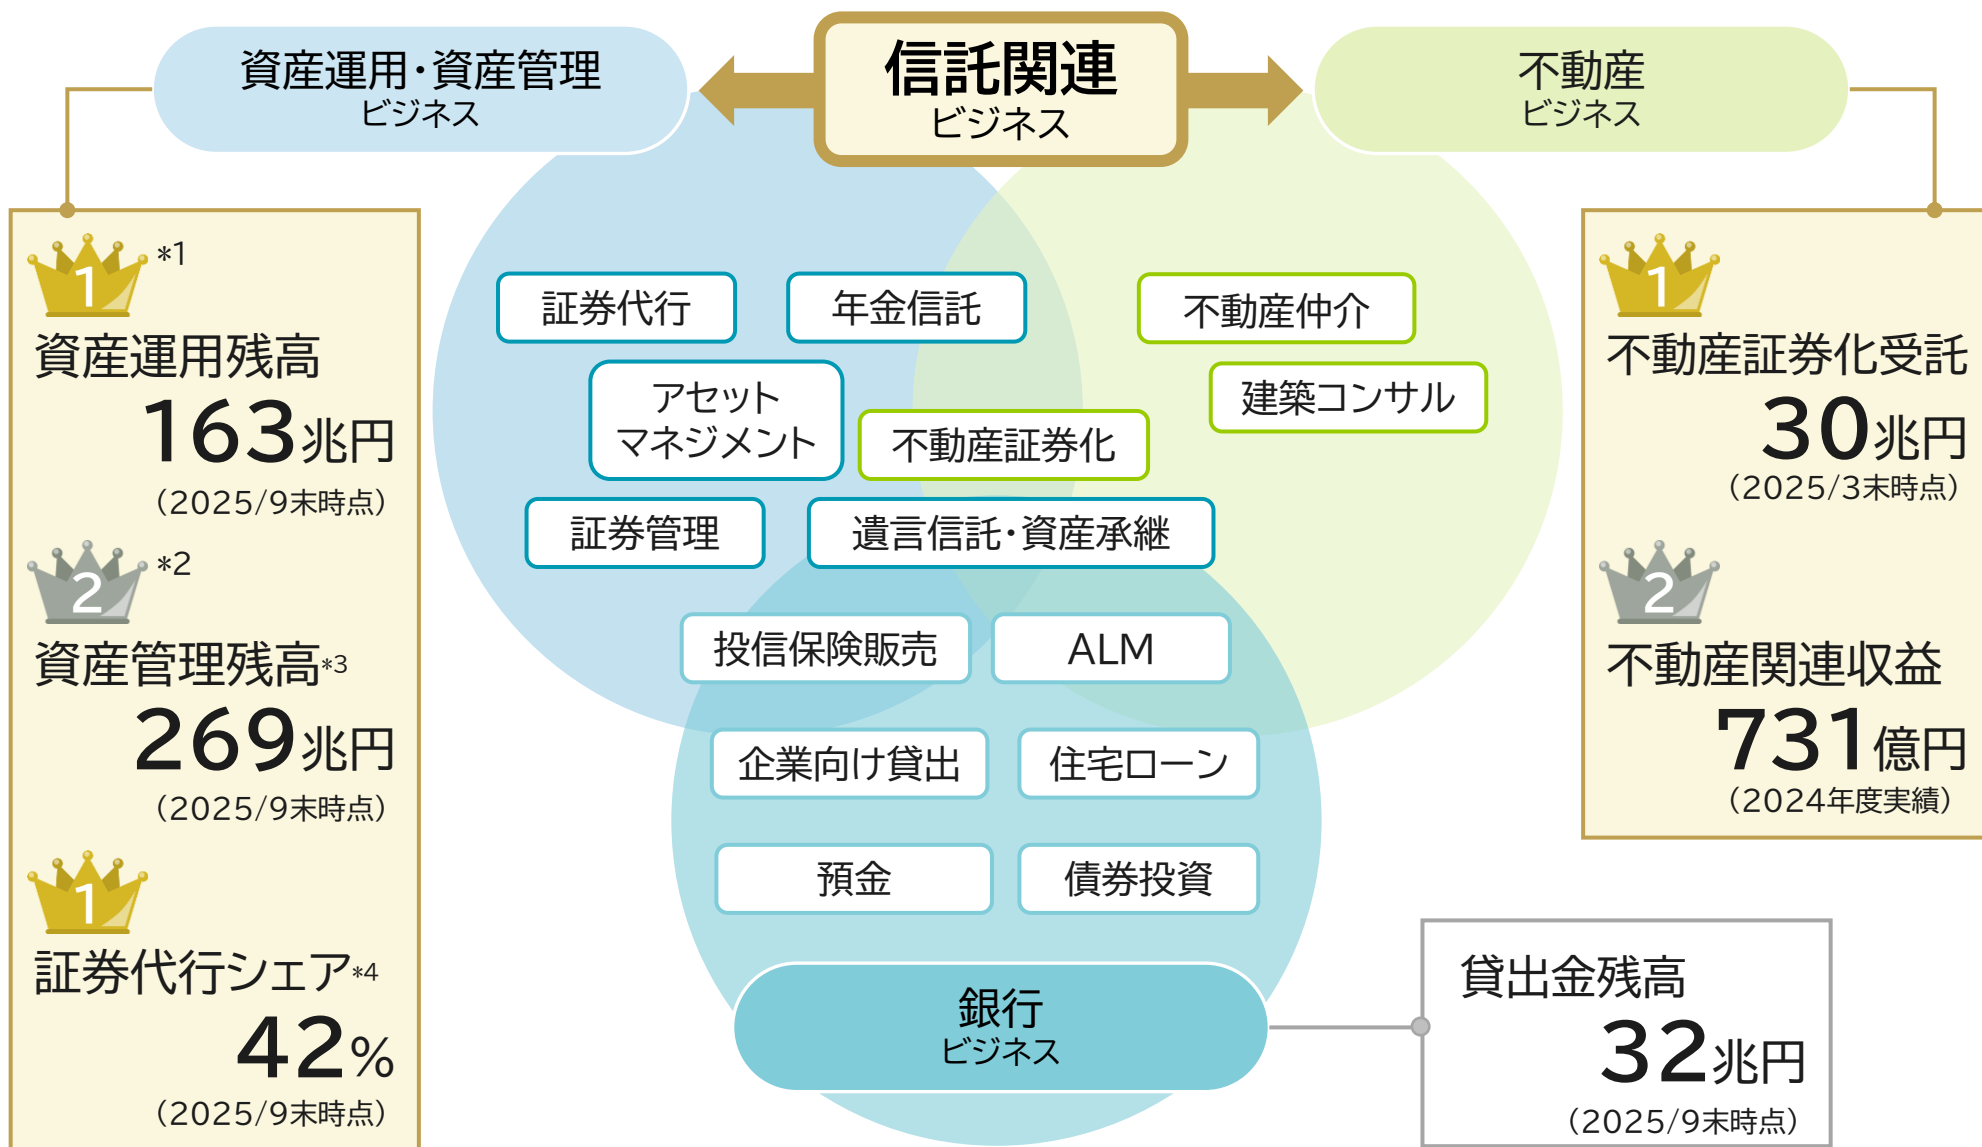 資産運用・資産管理
ビジネス
信託関連
ビジネス
不動産
ビジネス
1 *1
資産運用残高
163兆円
（2025/9末時点）
2 *2
資産管理残高*3
269兆円
（2025/9末時点）
1
証券代行シェア*4
42%
（2025/9末時点）
証券代行
年金信託
アセット
マネジメント
不動産証券化
証券管理
遺言信託・資産承継
不動産仲介
建築コンサル
投信保険販売
ALM
企業向け貸出
住宅ローン
預金
債券投資
銀行
ビジネス
1
不動産証券化受託
30兆円
（2025/3末時点）
2
不動産関連収益
731億円
（2024年度実績）
貸出金残高
32兆円
（2025/9末時点）